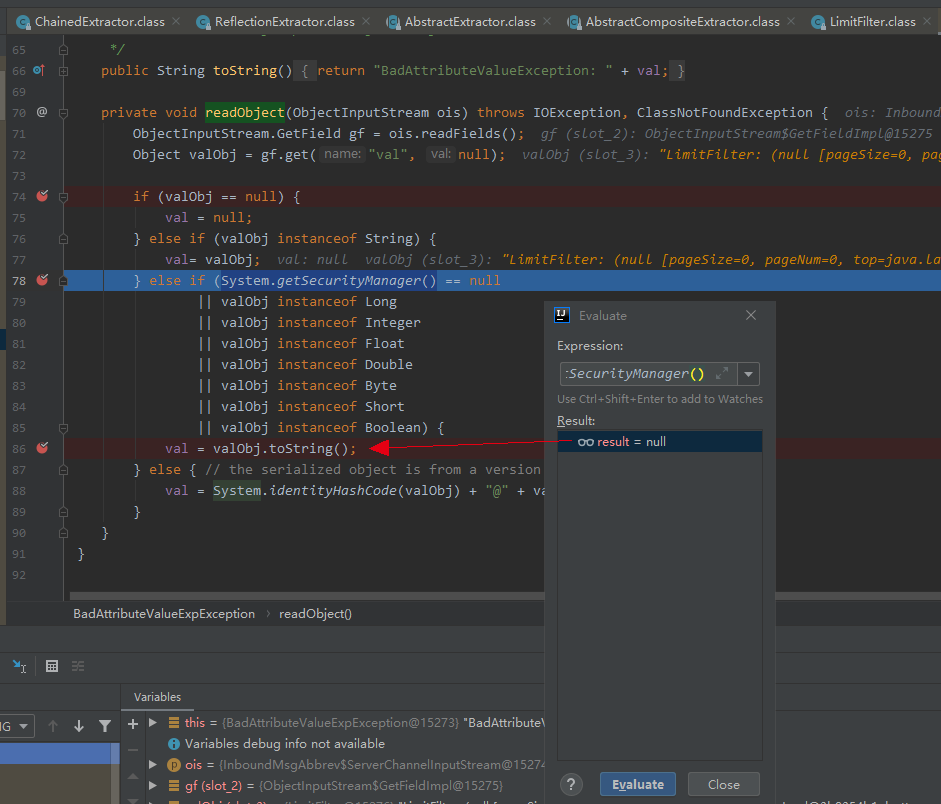 ChainedExtractor.class × ReflectionExtractor.class × AbstractExtractor.class × AbstractCompositeExtractor.class × LimitFilter.class ×
65 */
66 public String toString() { return "BadAttributeValueException: " + val; }
69
70 @ private void readObject(ObjectInputStream ois) throws IOException, ClassNotFoundException { ois: Inbound
71 ObjectInputStream.GetField gf = ois.readFields(); gf (slot_2): ObjectInputStream$GetFieldImpl@15275
72 Object valObj = gf.get( name: "val", val: null); valObj (slot_3): "LimitFilter: (null [pageSize=0, pag
73
74 if (valObj == null) {
75 val = null;
76 } else if (valObj instanceof String) {
77 val= valObj; val: null valObj (slot_3): "LimitFilter: (null [pageSize=0, pageNum=0, top=java.la
78 } else if (System.getSecurityManager() == null
79 || valObj instanceof Long
80 || valObj instanceof Integer
81 || valObj instanceof Float
82 || valObj instanceof Double
83 || valObj instanceof Byte
84 || valObj instanceof Short
85 || valObj instanceof Boolean) {
86 val = valObj.toString();
87 } else { // the serialized object is from a version
88 val = System.identityHashCode(valObj) + "@" + va
89 }
90 }
91 }
92
Evaluate
Expression:
:SecurityManager()
Use Ctrl+Shift+Enter to add to Watches
Result:
result = null
? Evaluate Close
BadAttributeValueExpException › readObject()
Variables
NG
this = {BadAttributeValueExpException@15273} "BadAttributeV
Variables debug info not available
ois = {InboundMsgAbbrev$ServerChannelInputStream@15274
gf (slot_2) = {ObjectInputStream$GetFieldImpl@15275}